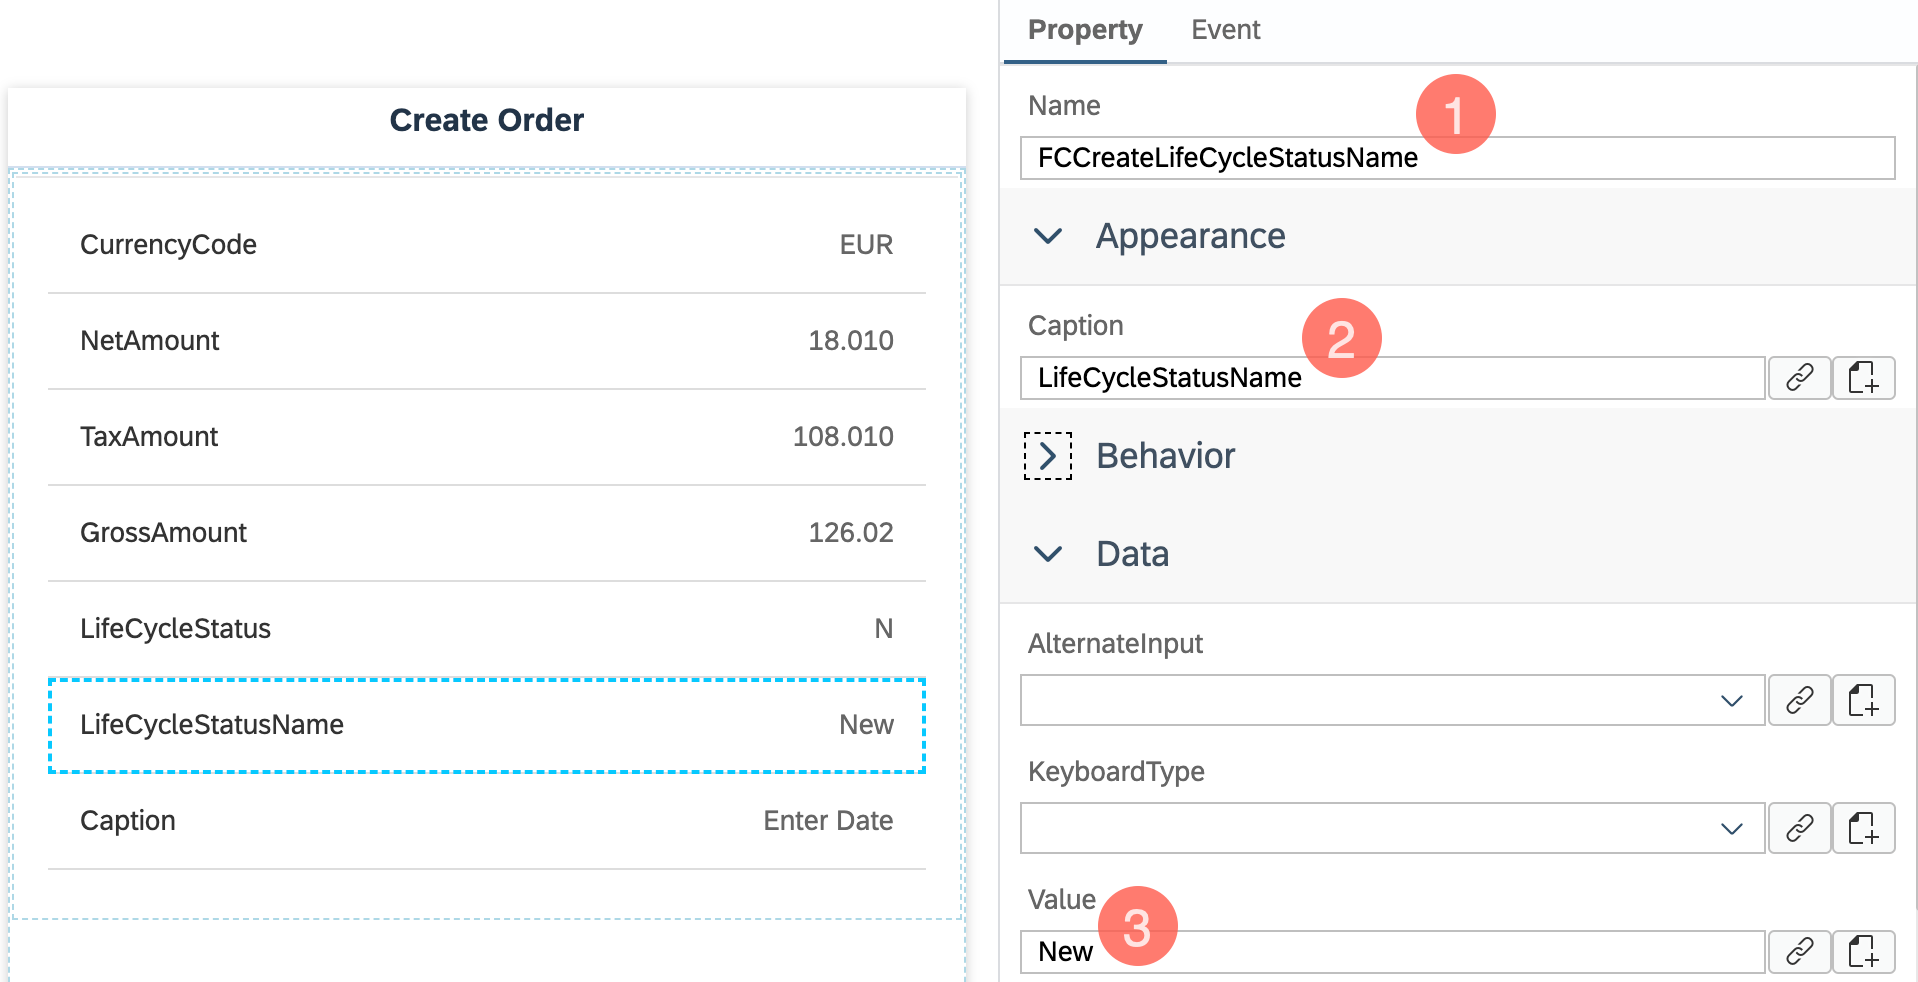 Create Order
CurrencyCode EUR
NetAmount 18.010
TaxAmount 108.010
GrossAmount 126.02
LifeCycleStatus N
LifeCycleStatusName New
Caption Enter Date
Property Event
Name 1
FCCreateLifeCycleStatusName
Appearance
Caption 2
LifeCycleStatusName
Behavior
Data
AlternateInput
KeyboardType
Value 3
New